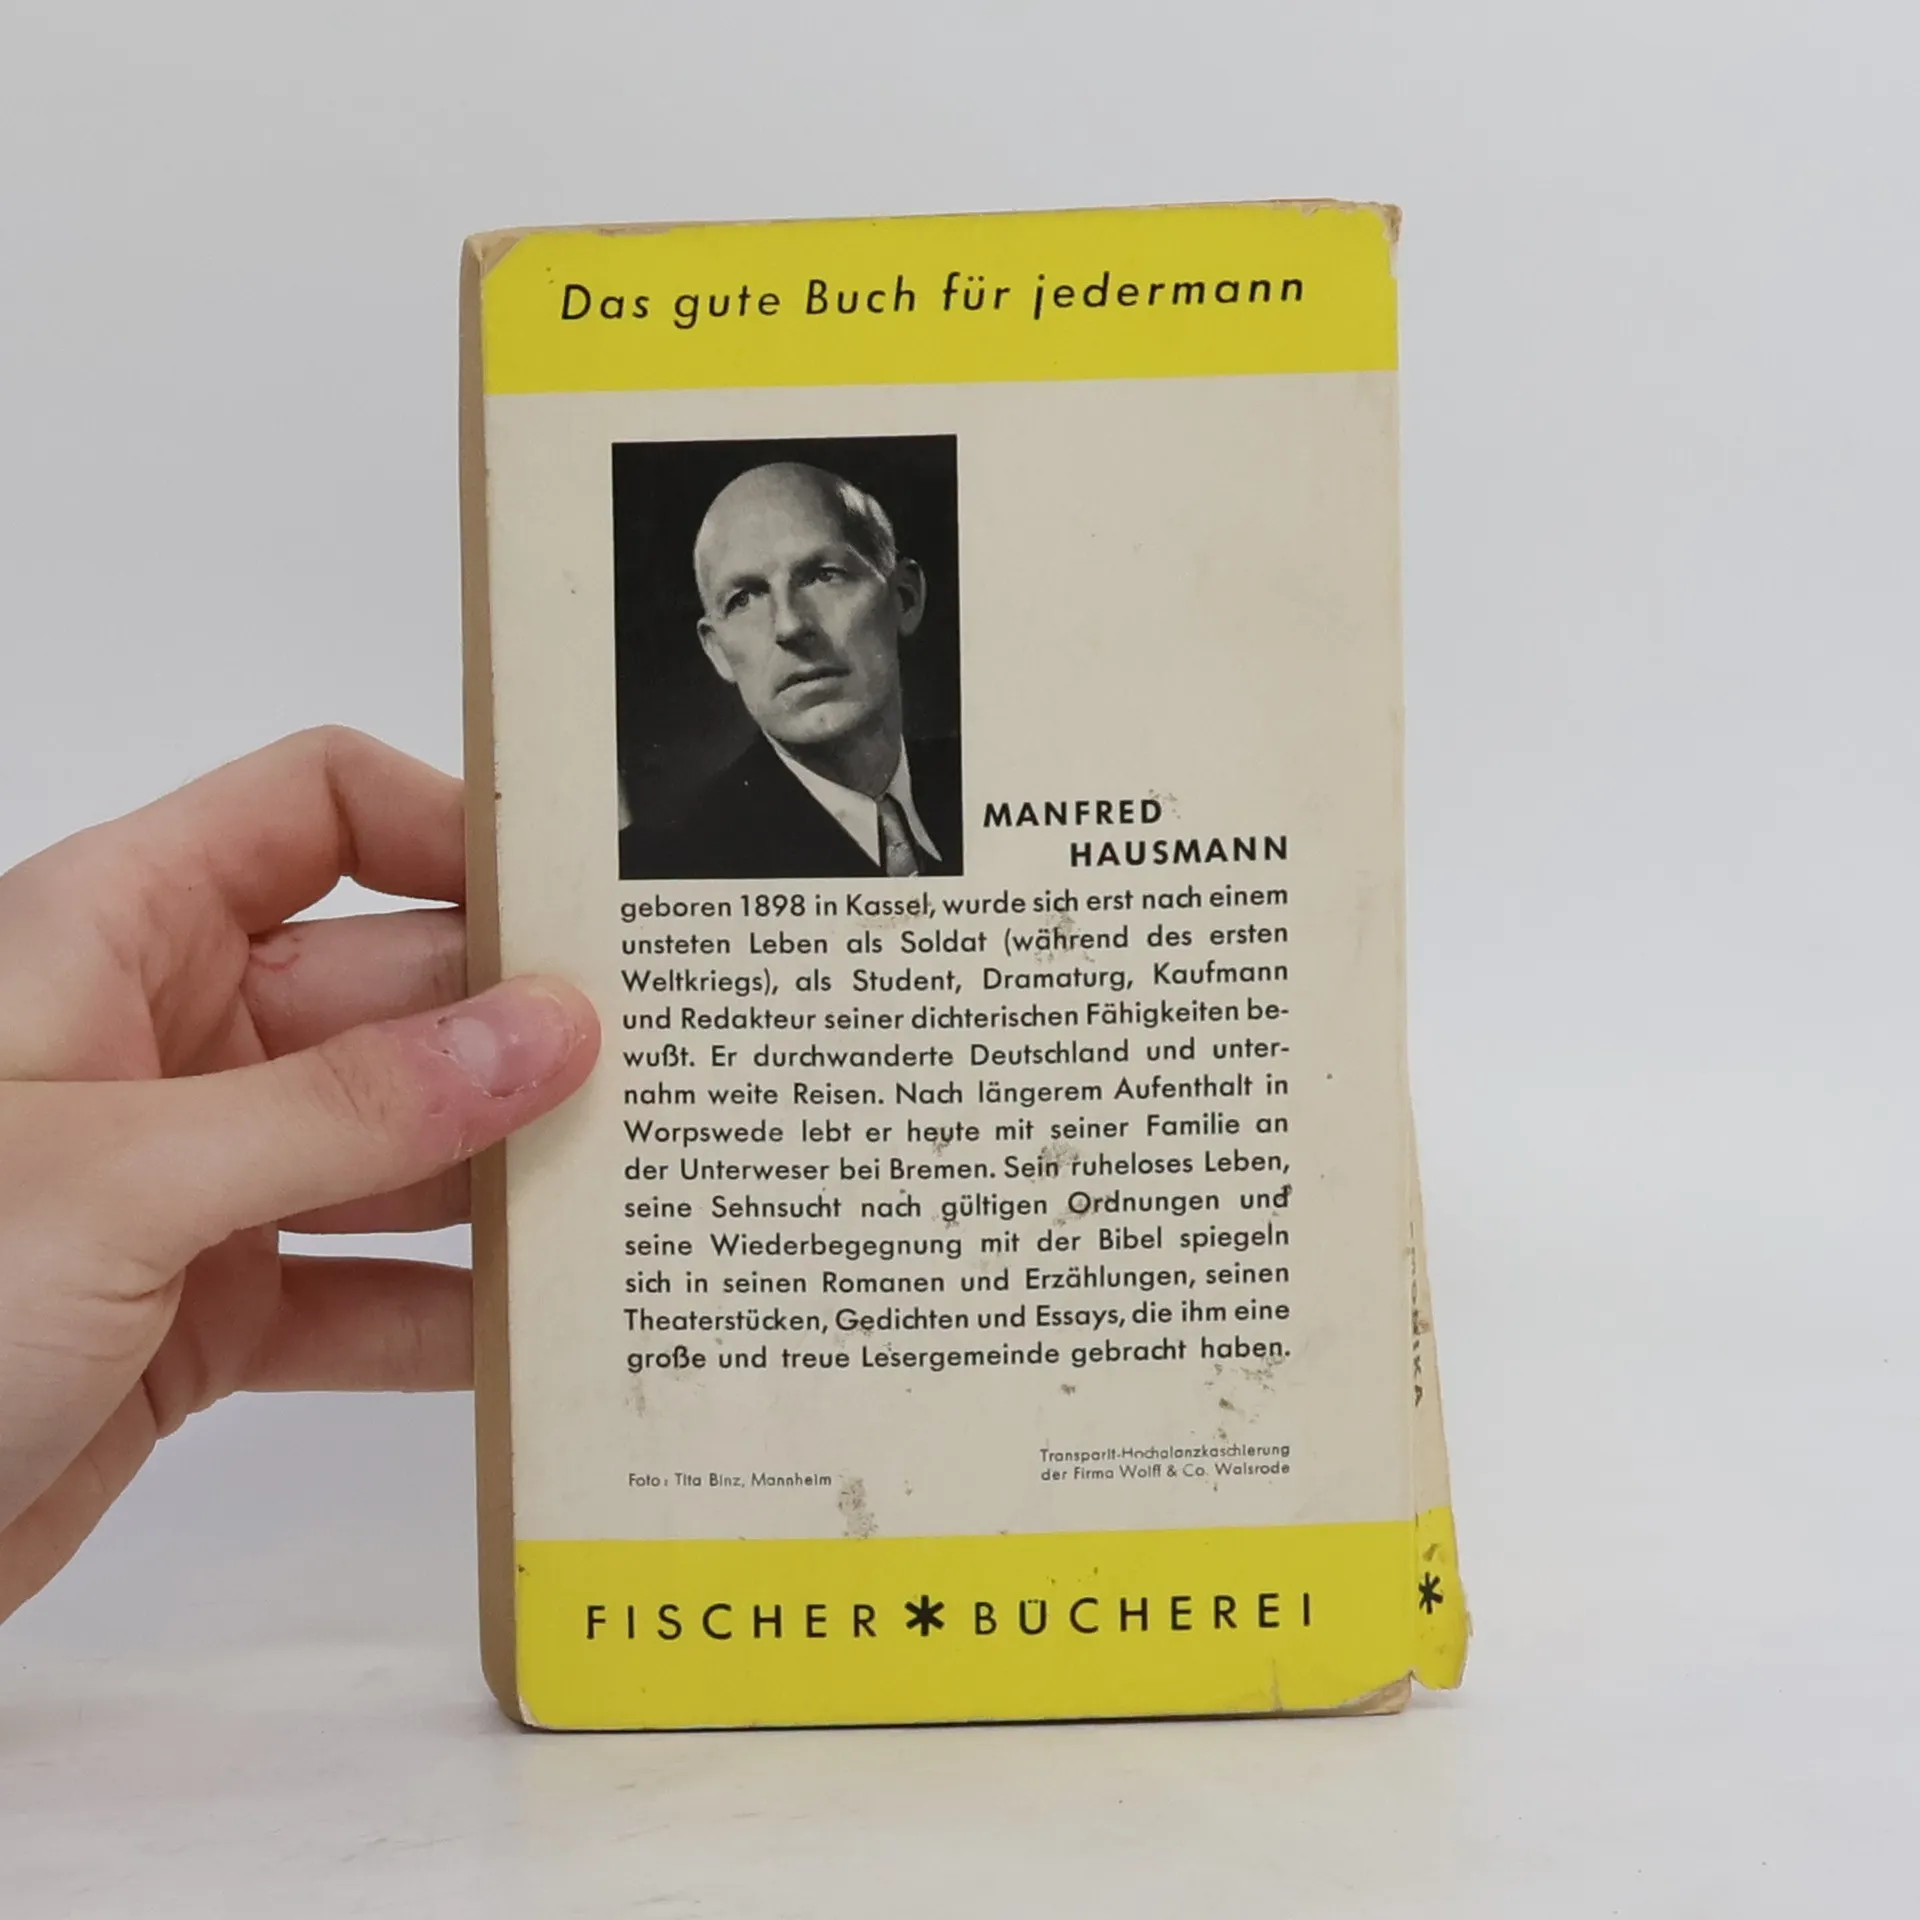 Das gute Buch für jedermann
MANFRED
HAUSMANN
geboren 1898 in Kassel, wurde sich erst nach einem
unsteten Leben als Soldat (während des ersten
Weltkriegs), als Student, Dramaturg, Kaufmann
und Redakteur seiner dichterischen Fähigkeiten be-
wußt. Er durchwanderte Deutschland und unter-
nahm weite Reisen. Nach längerem Aufenthalt in
Worpswede lebt er heute mit seiner Familie an
der Unterweser bei Bremen. Sein ruheloses Leben,
seine Sehnsucht nach gültigen Ordnungen und
seine Wiederbegegnung mit der Bibel spiegeln
sich in seinen Romanen und Erzählungen, seinen
Theaterstücken, Gedichten und Essays, die ihm eine
große und treue Lesergemeinde gebracht haben.
Foto: Tita Binz, Mannheim
Transparit-Hochglanzkaschierung
der Firma Wolff & Co. Walsrode
FISCHER * BÜCHEREI
*